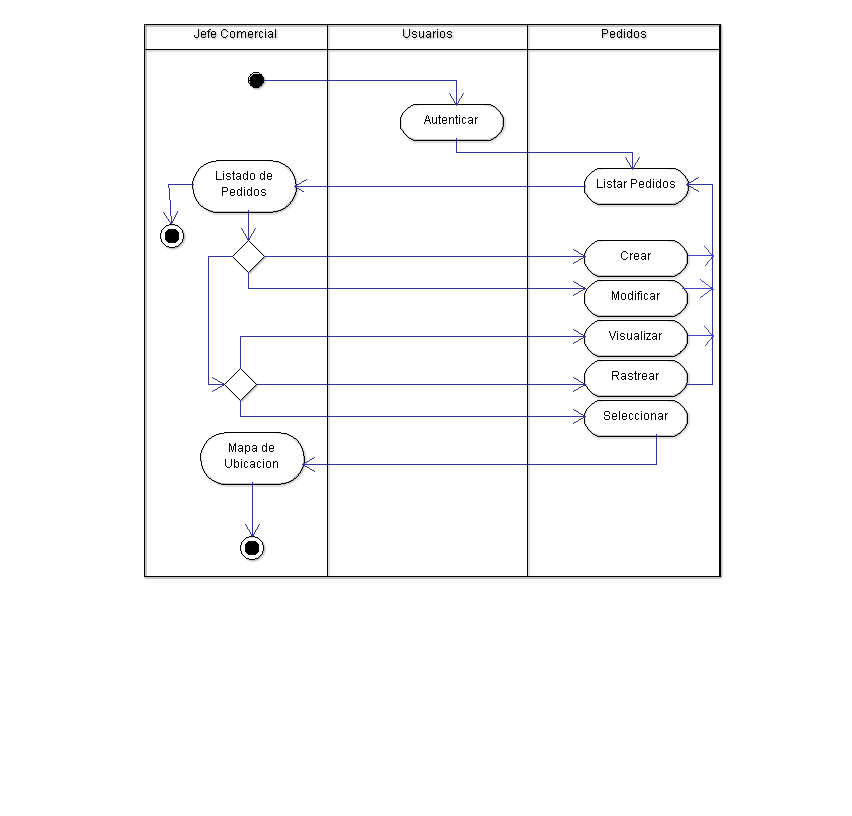 Jefe Comercial
Usuarios
Pedidos
Autenticar
Listado de
Pedidos
Listar Pedidos
Crear
Modificar
Visualizar
Rastrear
Seleccionar
Mapa de
Ubicacion